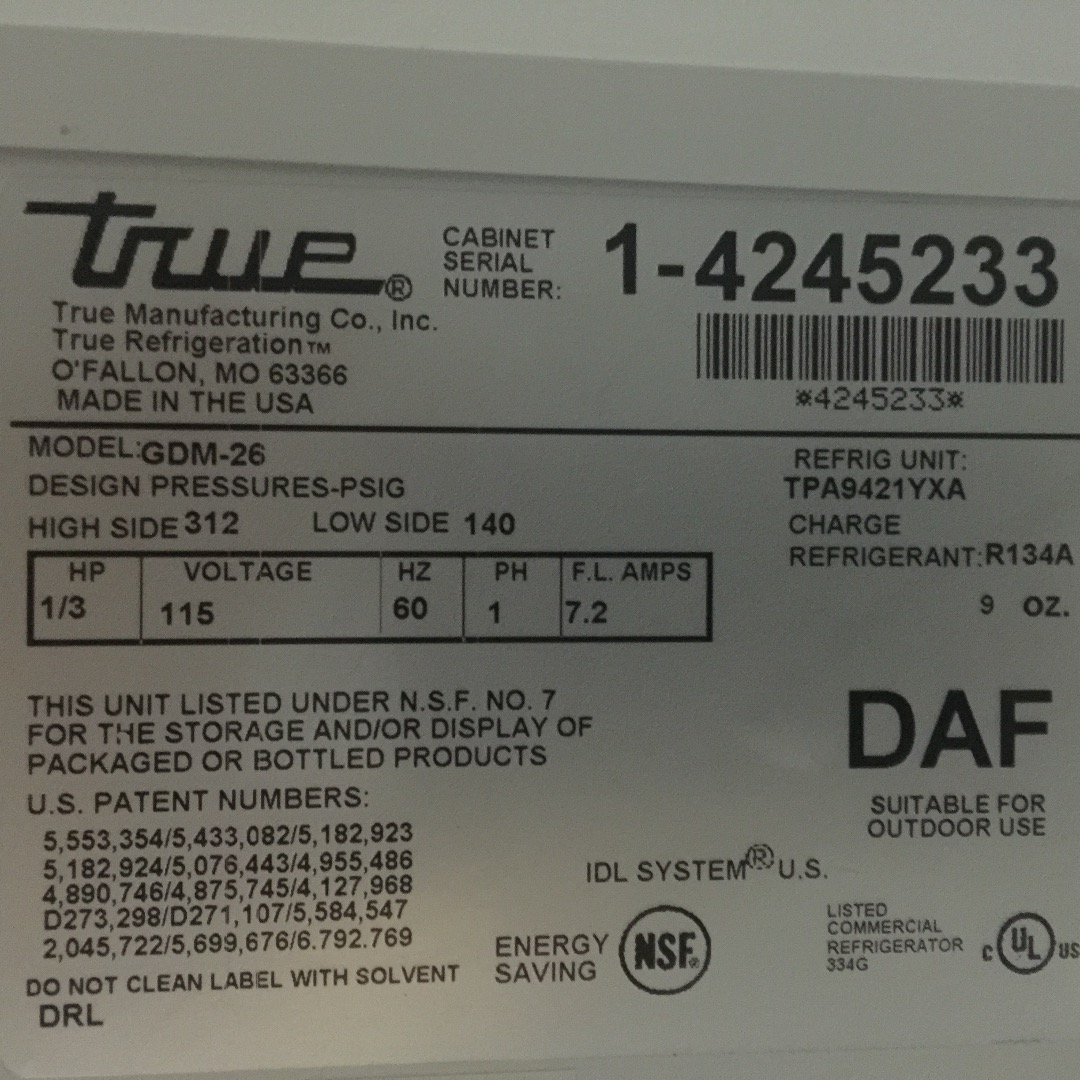 true®
CABINET
SERIAL
NUMBER: 1-4245233
True Manufacturing Co., Inc.
True Refrigeration™
O'FALLON, MO 63366
MADE IN THE USA
*4245233*
MODEL:GDM-26
DESIGN PRESSURES-PSIG
HIGH SIDE 312 LOW SIDE 140
REFRIG UNIT:
TPA9421YXA
CHARGE
REFRIGERANT:R134A
9 OZ.
HP VOLTAGE HZ PH F.L. AMPS
1/3 115 60 1 7.2
THIS UNIT LISTED UNDER N.S.F. NO. 7
FOR THE STORAGE AND/OR DISPLAY OF
PACKAGED OR BOTTLED PRODUCTS
DAF
SUITABLE FOR
OUTDOOR USE
U.S. PATENT NUMBERS:
5,553,354/5,433,082/5,182,923
5,182,924/5,076,443/4,955,486
4,890,746/4,875,745/4,127,968
D273,298/D271,107/5,584,547
2,045,722/5,699,676/6.792.769
IDL SYSTEM® U.S.
ENERGY
SAVING
NSF®
LISTED
COMMERCIAL
REFRIGERATOR
334G
C UL US
DO NOT CLEAN LABEL WITH SOLVENT
DRL